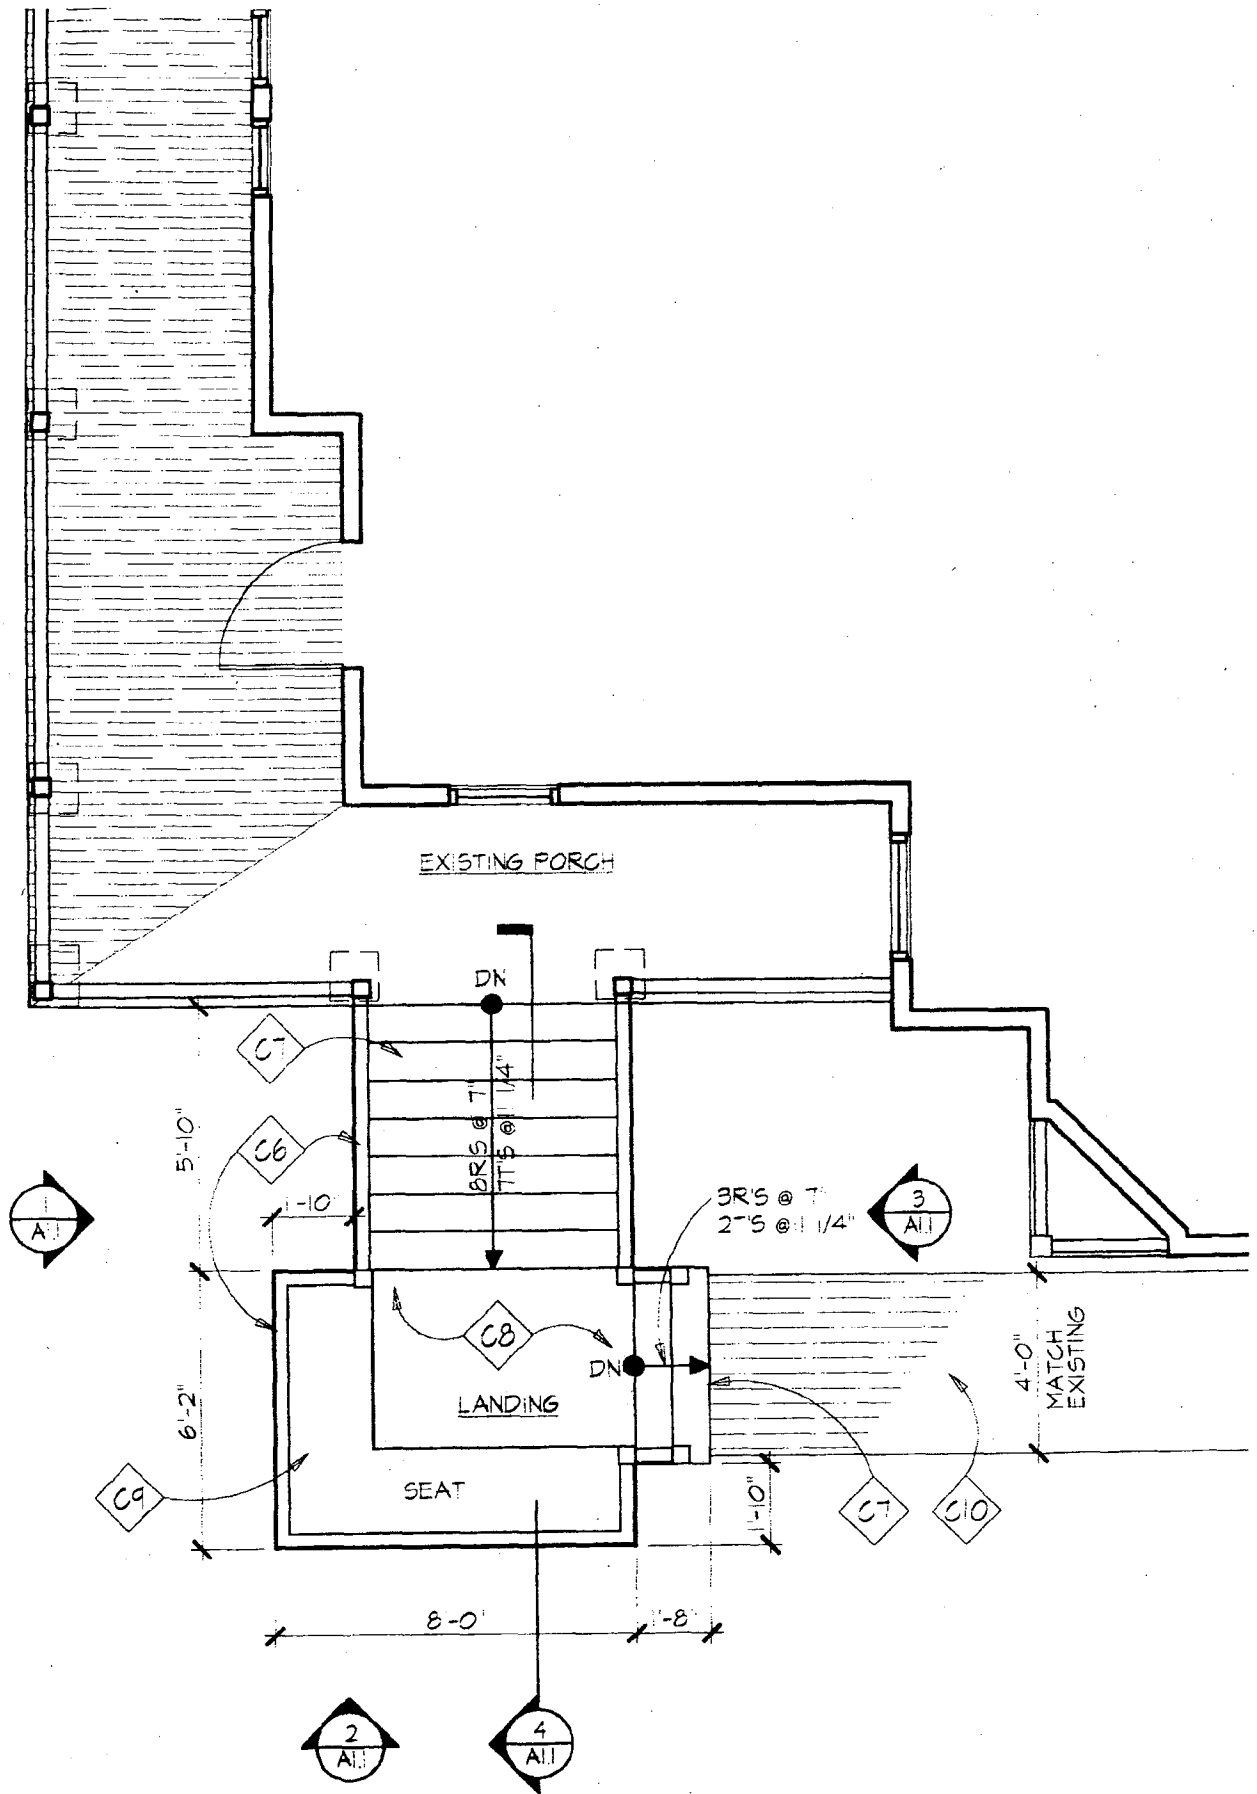 EXISTING PORCH
DN
C7
8R'S @ 7"
7T'S @ 11 1/4"
5'-10"
C6
1'-10"
1
A1.1
3R'S @ 7"
2T'S @ 11 1/4"
3
A1.1
C8
DN
LANDING
4'-0"
MATCH
EXISTING
6'-2"
C9
SEAT
1'-10"
C7
C10
8'-0"
1'-8"
2
A1.1
4
A1.1